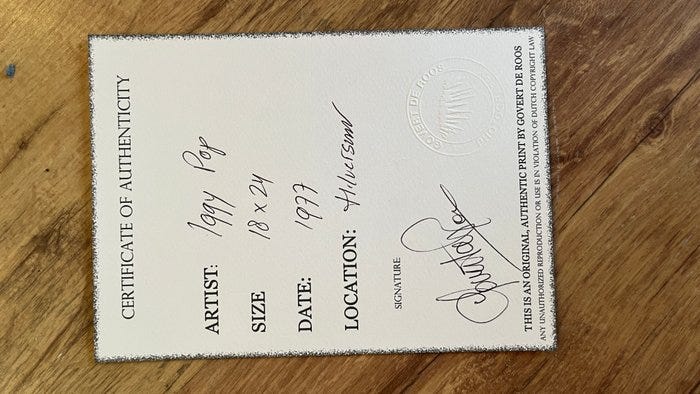 CERTIFICATE OF AUTHENTICITY
ARTIST: Iggy Pop
SIZE 18 x 24
DATE: 1977
LOCATION: Hilversum
SIGNATURE
GOVERT DE ROOS
THIS IS AN ORIGINAL, AUTHENTIC PRINT BY GOVERT DE ROOS
ANY UNAUTHORIZED REPRODUCTION OR USE IS IN VIOLATION OF DUTCH COPYRIGHT LAW